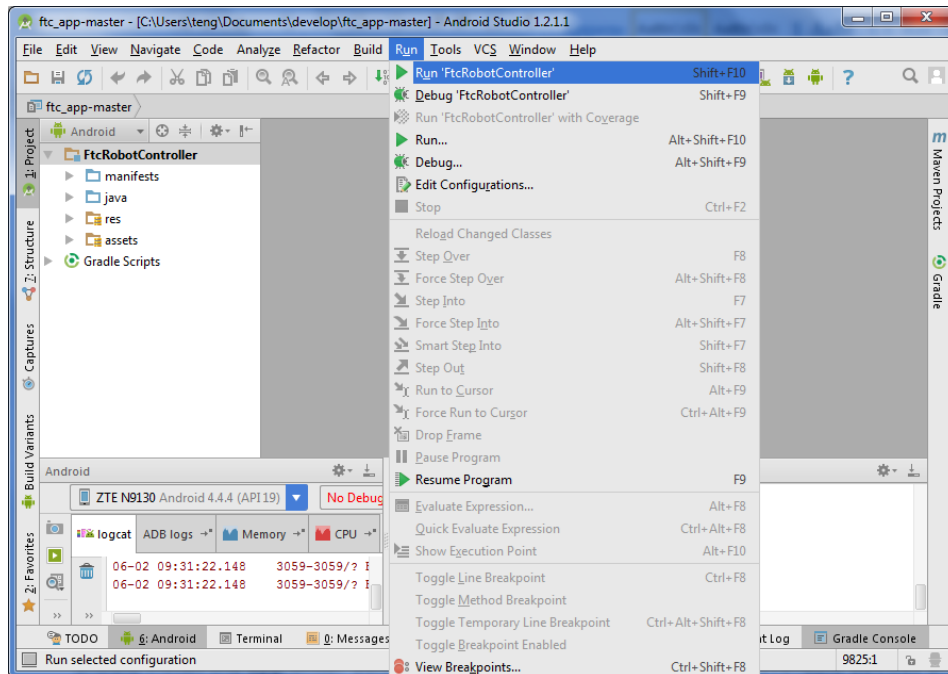 ftc_app-master - [C:\Users\teng\Documents\develop\ftc_app-master] - Android Studio 1.2.1.1
File Edit View Navigate Code Analyze Refactor Build Run Tools VCS Window Help
ftc_app-master
1: Project
7: Structure
Captures
Build Variants
2: Favorites
Android
FtcRobotController
manifests
java
res
assets
Gradle Scripts
Run 'FtcRobotController' Shift+F10
Debug 'FtcRobotController' Shift+F9
Run 'FtcRobotController' with Coverage
Run... Alt+Shift+F10
Debug... Alt+Shift+F9
Edit Configurations...
Stop Ctrl+F2
Reload Changed Classes
Step Over F8
Force Step Over Alt+Shift+F8
Step Into F7
Force Step Into Alt+Shift+F7
Smart Step Into Shift+F7
Step Out Shift+F8
Run to Cursor Alt+F9
Force Run to Cursor Ctrl+Alt+F9
Drop Frame
Pause Program
Resume Program F9
Evaluate Expression... Alt+F8
Quick Evaluate Expression Ctrl+Alt+F8
Show Execution Point Alt+F10
Toggle Line Breakpoint Ctrl+F8
Toggle Method Breakpoint
Toggle Temporary Line Breakpoint Ctrl+Alt+Shift+F8
Toggle Breakpoint Enabled
View Breakpoints... Ctrl+Shift+F8
m
Maven Projects
Gradle
Android
ZTE N9130 Android 4.4.4 (API 19) No Debug
logcat ADB logs Memory CPU
06-02 09:31:22.148 3059-3059/? E
06-02 09:31:22.148 3059-3059/? E
TODO 6: Android Terminal 0: Messages nt Log Gradle Console
Run selected configuration 9825:1